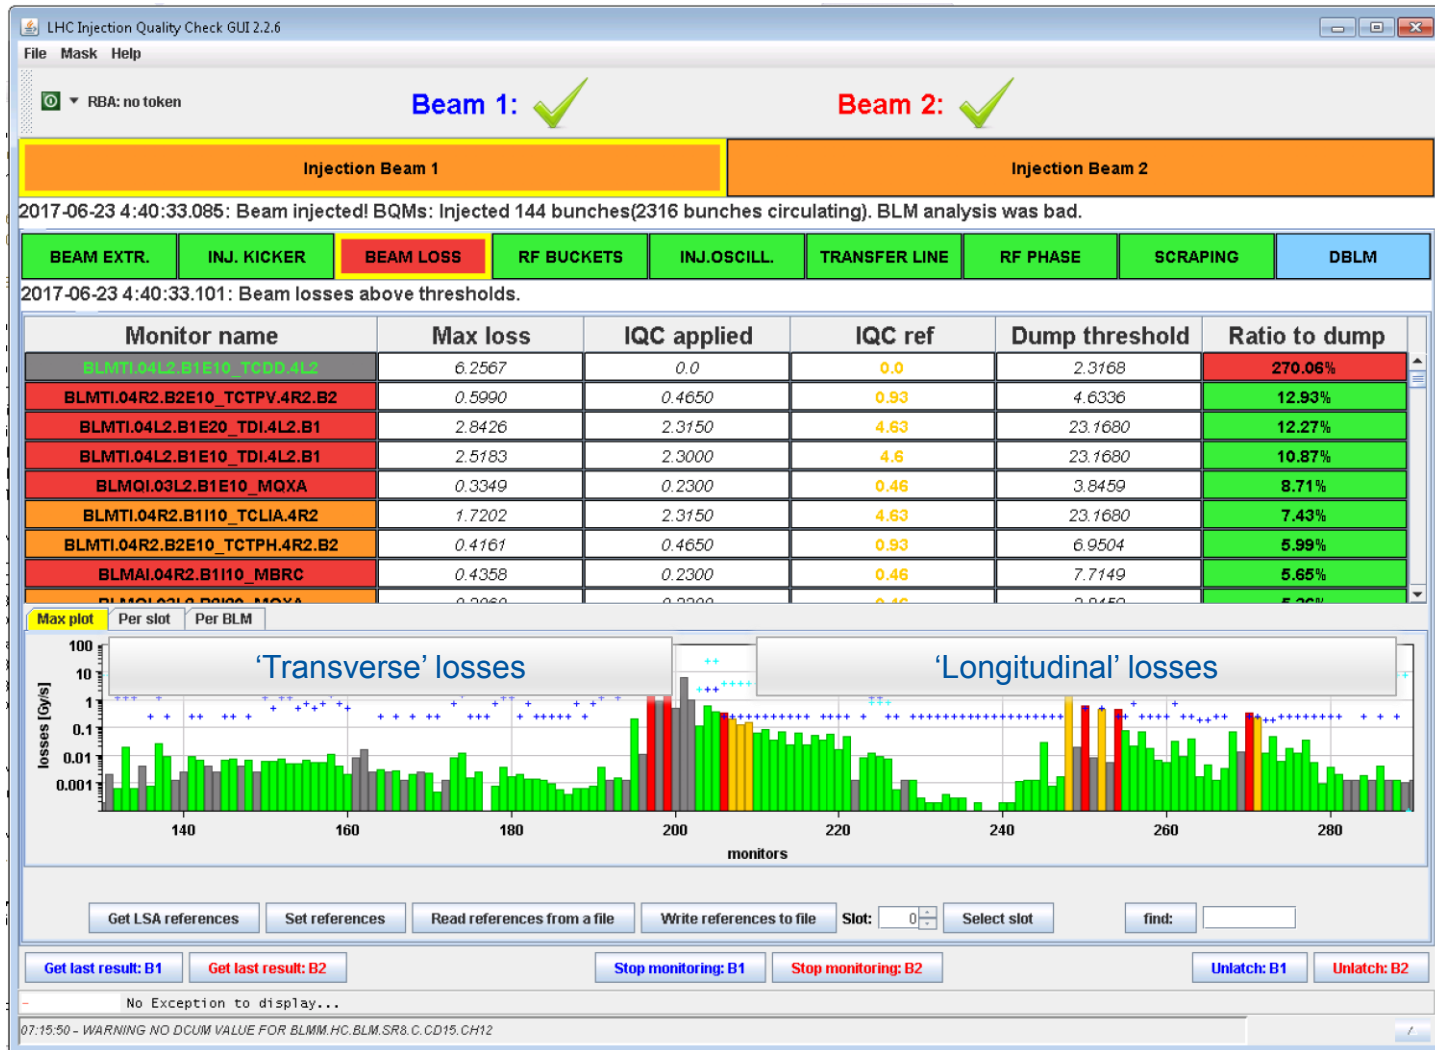 LHC Injection Quality Check GUI 2.2.6
File Mask Help
RBA: no token
Beam 1:
Beam 2:
Injection Beam 1
Injection Beam 2
2017-06-23 4:40:33.085: Beam injected! BQMs: Injected 144 bunches(2316 bunches circulating). BLM analysis was bad.
BEAM EXTR. INJ. KICKER BEAM LOSS RF BUCKETS INJ.OSCILL. TRANSFER LINE RF PHASE SCRAPING DBLM
2017-06-23 4:40:33.101: Beam losses above thresholds.
Monitor name Max loss IQC applied IQC ref Dump threshold Ratio to dump
BLMTI.04L2.B1E10_TCDD.4L2 6.2567 0.0 0.0 2.3168 270.06%
BLMTI.04R2.B2E10_TCTPV.4R2.B2 0.5990 0.4650 0.93 4.6336 12.93%
BLMTI.04L2.B1E20_TDI.4L2.B1 2.8426 2.3150 4.63 23.1680 12.27%
BLMTI.04L2.B1E10_TDI.4L2.B1 2.5183 2.3000 4.6 23.1680 10.87%
BLMQI.03L2.B1E10_MQXA 0.3349 0.2300 0.46 3.8459 8.71%
BLMTI.04R2.B1I10_TCLIA.4R2 1.7202 2.3150 4.63 23.1680 7.43%
BLMTI.04R2.B2E10_TCTPH.4R2.B2 0.4161 0.4650 0.93 6.9504 5.99%
BLMAI.04R2.B1I10_MBRC 0.4358 0.2300 0.46 7.7149 5.65%
Max plot Per slot Per BLM
‘Transverse’ losses
‘Longitudinal’ losses
losses [Gy/s]
100
10
1
0.1
0.01
0.001
140 160 180 200 220 240 260 280
monitors
Get LSA references Set references Read references from a file Write references to file Slot: 0 Select slot find:
Get last result: B1 Get last result: B2 Stop monitoring: B1 Stop monitoring: B2 Unlatch: B1 Unlatch: B2
No Exception to display...
07:15:50 - WARNING NO DCUM VALUE FOR BLMM.HC.BLM.SR8.C.CD15.CH12